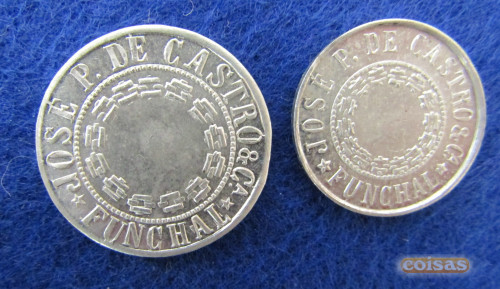 JOSÉ P. DE CASTRO & CA.
★ FUNCHAL ★
JOSÉ P. DE CASTRO & CA.
★ FUNCHAL ★
coisas